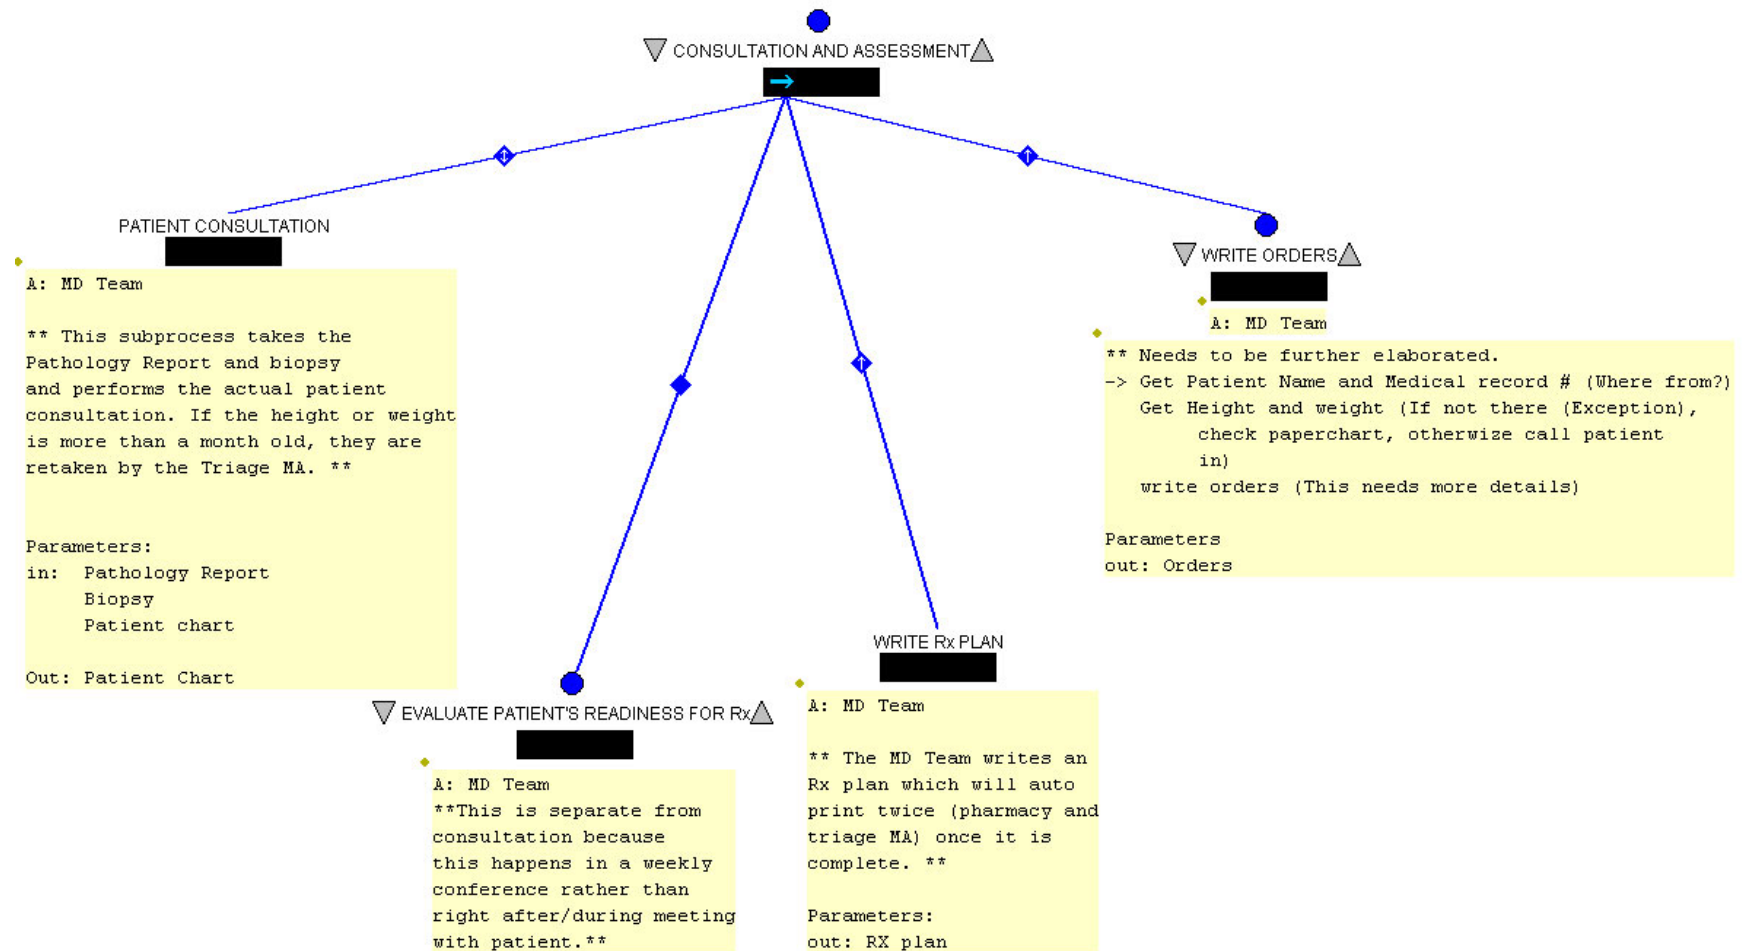 CONSULTATION AND ASSESSMENT
PATIENT CONSULTATION
A: MD Team
** This subprocess takes the
Pathology Report and biopsy
and performs the actual patient
consultation. If the height or weight
is more than a month old, they are
retaken by the Triage MA. **
Parameters:
in: Pathology Report
Biopsy
Patient chart
Out: Patient Chart
EVALUATE PATIENT'S READINESS FOR Rx
A: MD Team
**This is separate from
consultation because
this happens in a weekly
conference rather than
right after/during meeting
with patient.**
WRITE Rx PLAN
A: MD Team
** The MD Team writes an
Rx plan which will auto
print twice (pharmacy and
triage MA) once it is
complete. **
Parameters:
out: RX plan
WRITE ORDERS
A: MD Team
** Needs to be further elaborated.
-> Get Patient Name and Medical record # (Where from?)
Get Height and weight (If not there (Exception),
check paperchart, otherwize call patient
in)
write orders (This needs more details)
Parameters
out: Orders